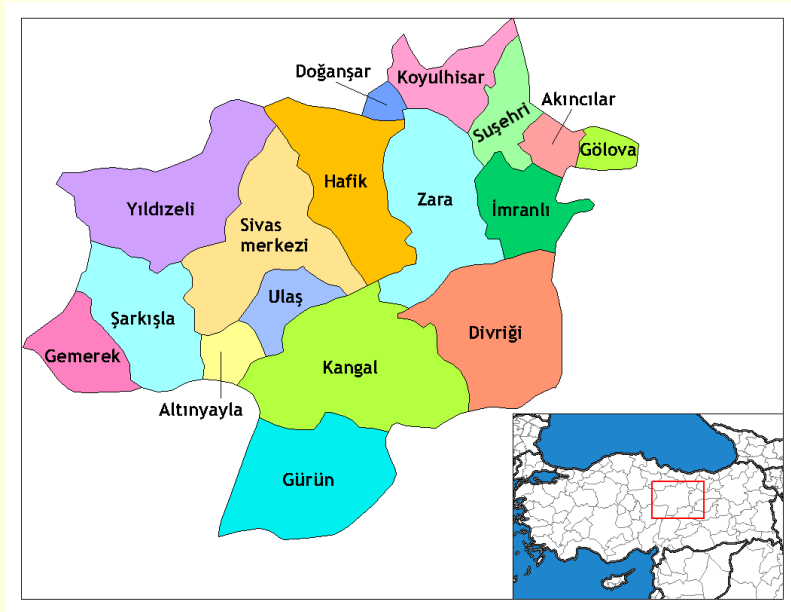 Doğanşar
Koyulhisar
Akıncılar
Suşehri
Gölova
Hafik
Zara
Yıldızeli
İmranlı
Sivas
merkezi
Ulaş
Şarkışla
Divriği
Gemerek
Kangal
Altınyayla
Gürün